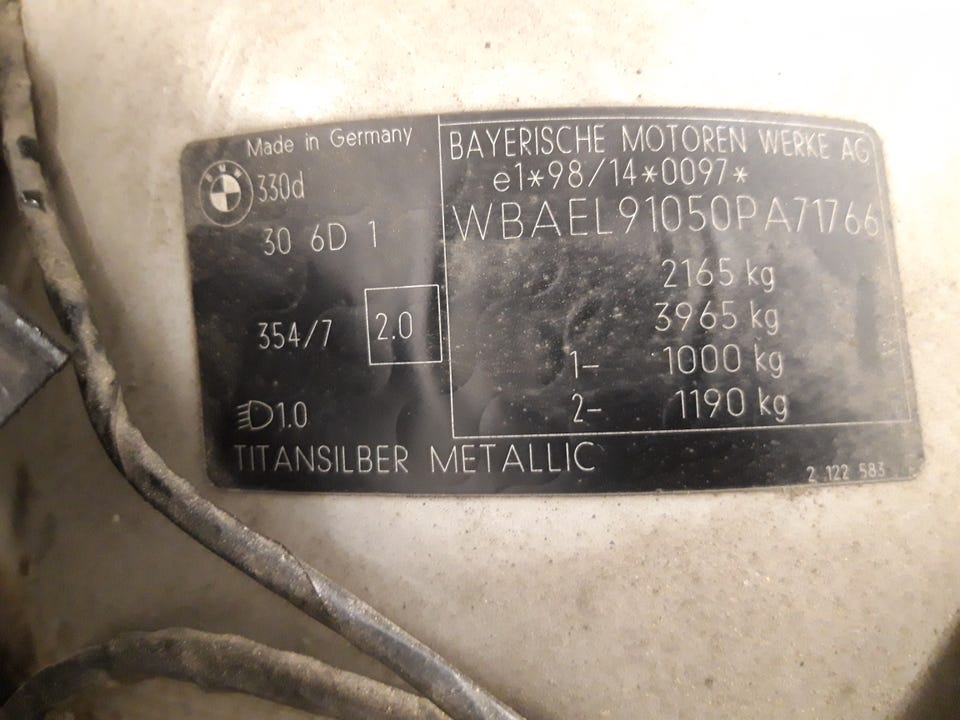 Made in Germany
BMW
330d
30 6D 1
354/7
2.0
1.0
TITANSILBER METALLIC
BAYERISCHE MOTOREN WERKE AG
e1*98/14*0097*
WBAEL91050PA71766
2165 kg
3965 kg
1- 1000 kg
2- 1190 kg
2 122 583